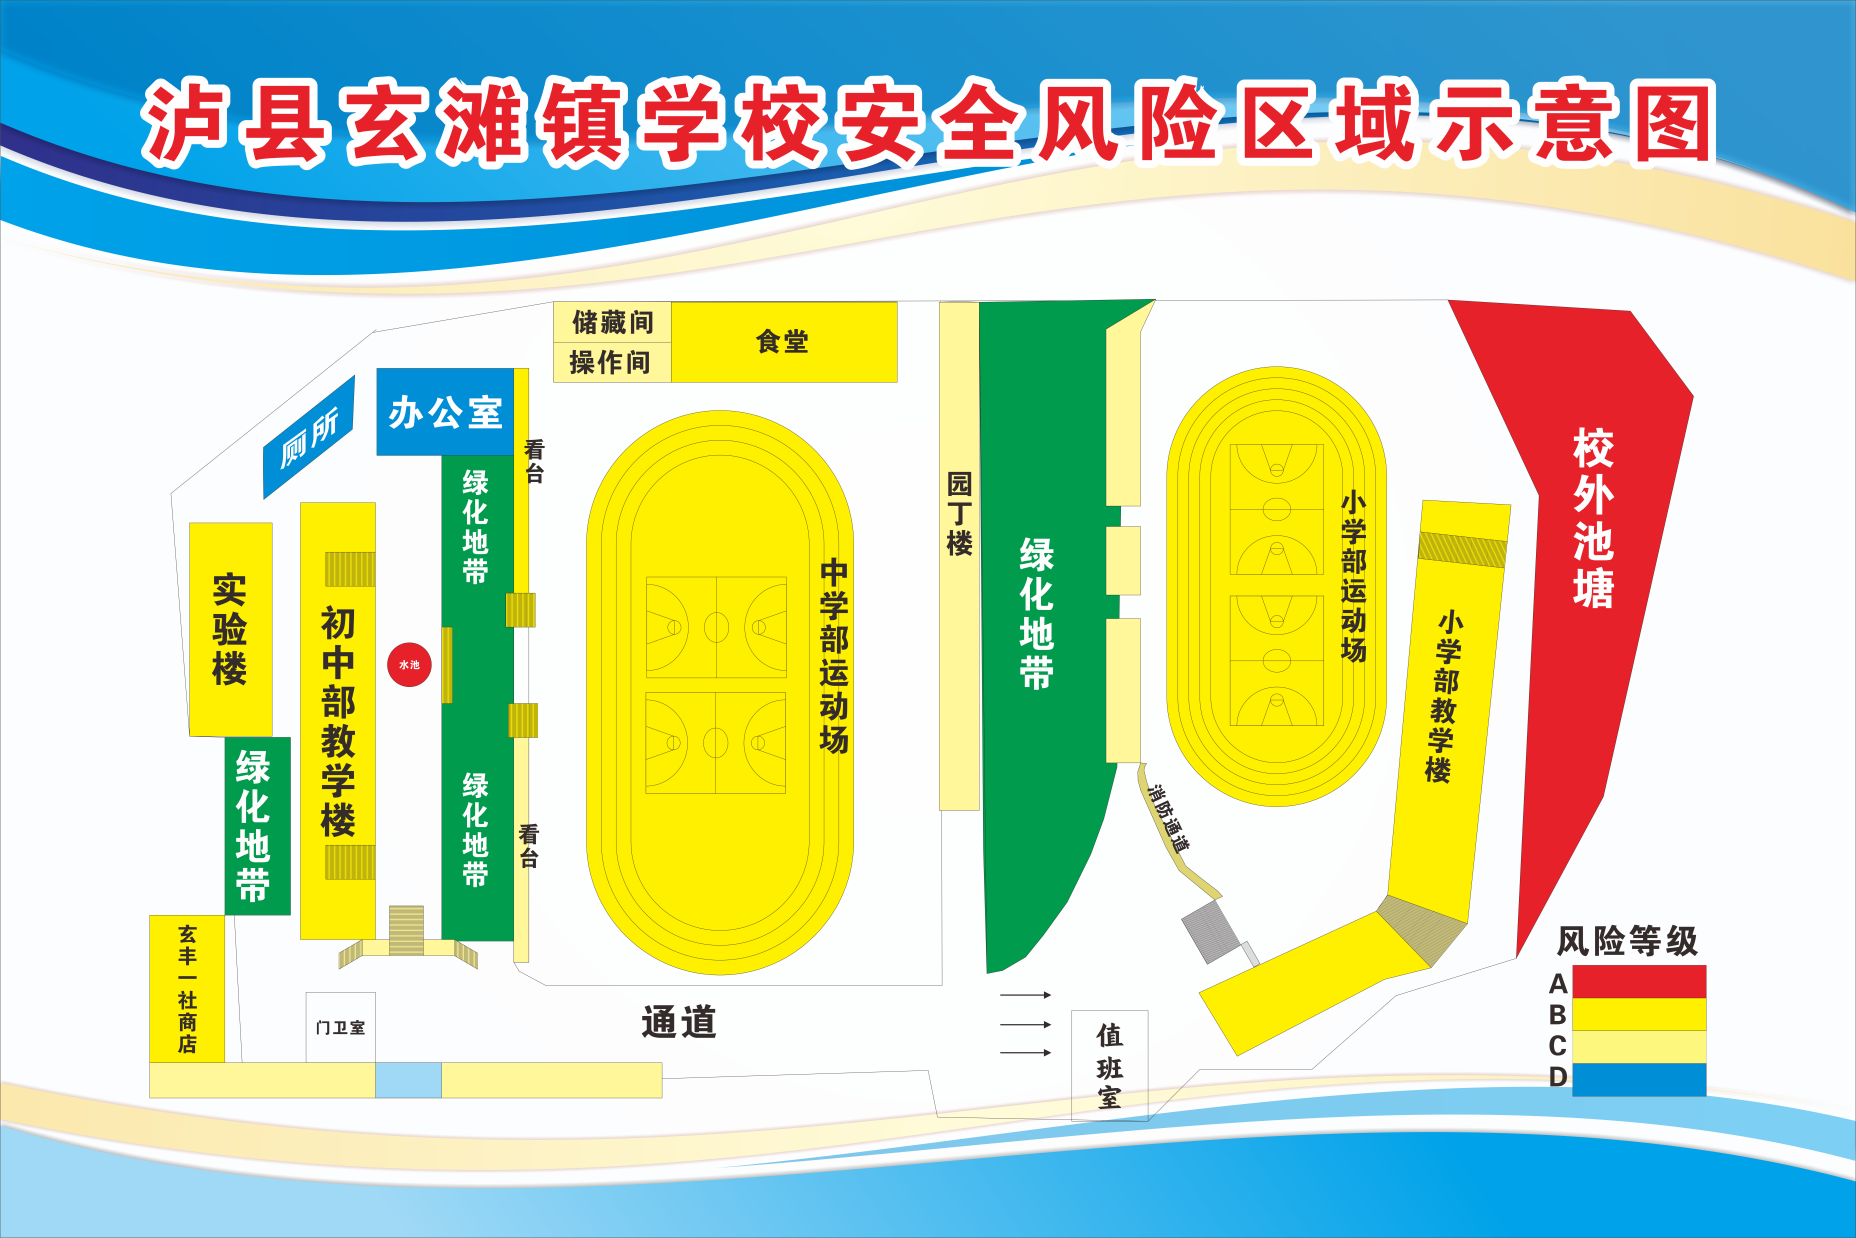 泸县玄滩镇学校安全风险区域示意图
储藏间
操作间
食堂
办公室
厕所
看台
绿化地带
园丁楼
绿化地带
小学部运动场
校外池塘
实验楼
初中部教学楼
水池
中学部运动场
小学部教学楼
绿化地带
绿化地带
看台
消防通道
玄丰一社商店
门卫室
通道
值班室
风险等级
A
B
C
D